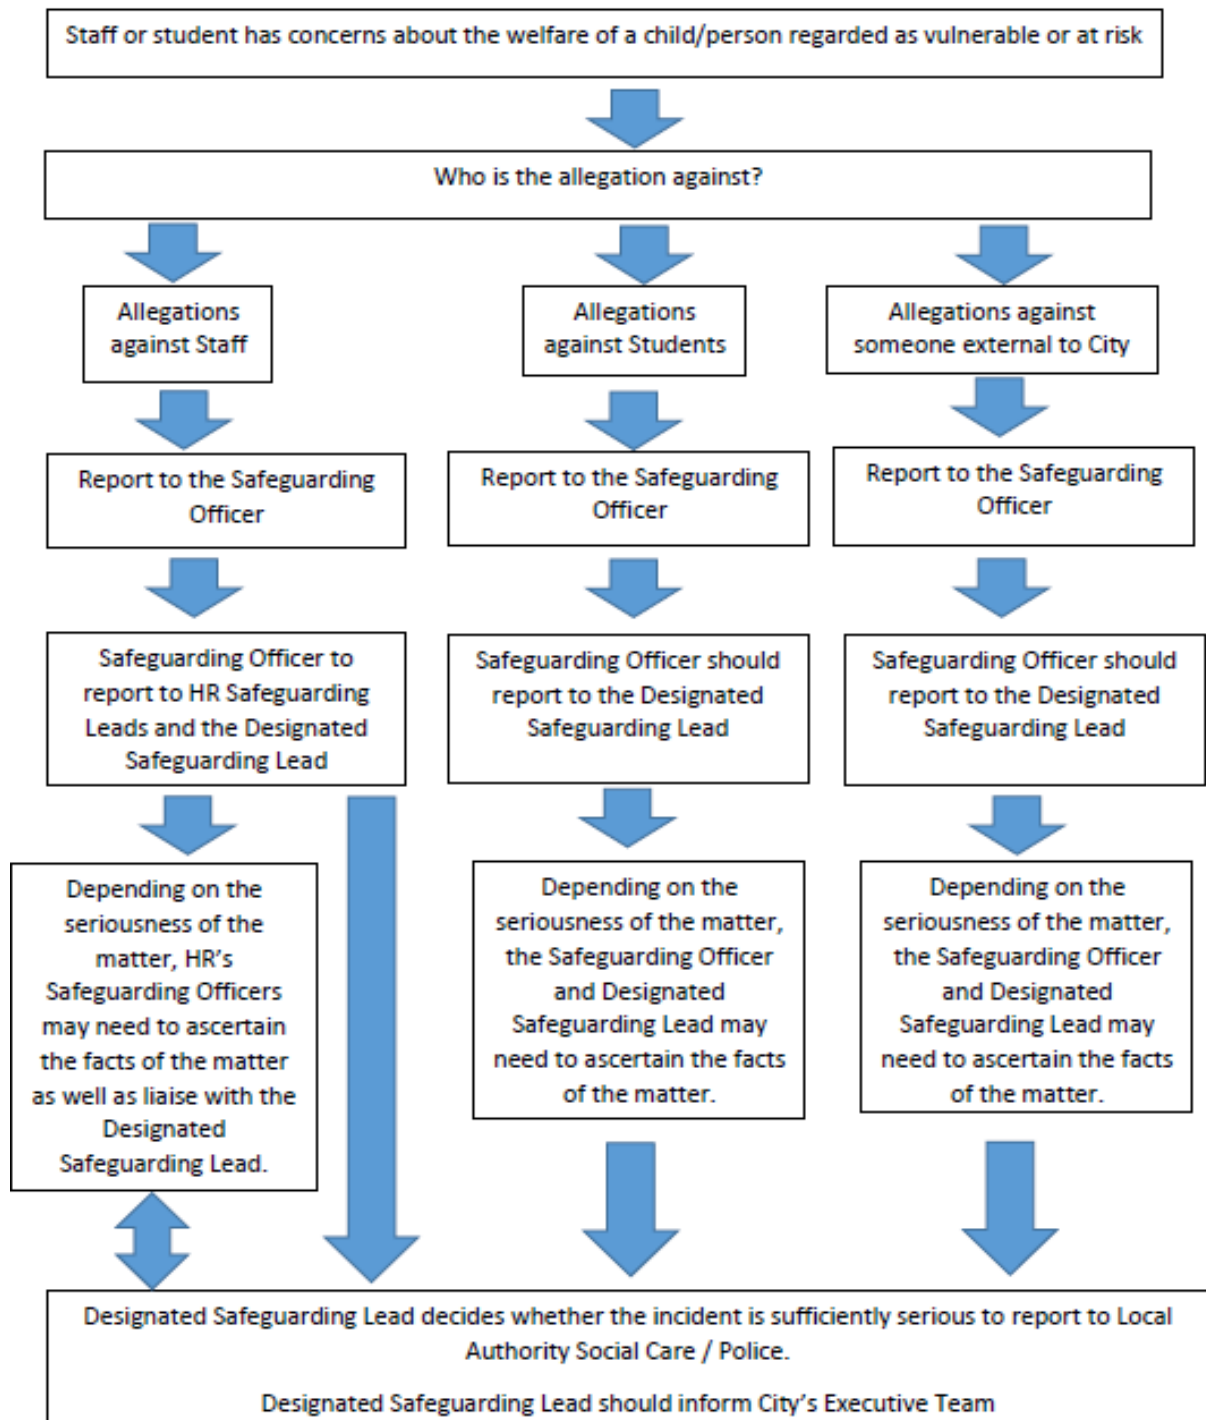 Staff or student has concerns about the welfare of a child/person regarded as vulnerable or at risk
Who is the allegation against?
Allegations
against Staff
Allegations
against Students
Allegations against
someone external to City
Report to the Safeguarding
Officer
Report to the Safeguarding
Officer
Report to the Safeguarding
Officer
Safeguarding Officer to
report to HR Safeguarding
Leads and the Designated
Safeguarding Lead
Safeguarding Officer should
report to the Designated
Safeguarding Lead
Safeguarding Officer should
report to the Designated
Safeguarding Lead
Depending on the
seriousness of the
matter, HR's
Safeguarding Officers
may need to ascertain
the facts of the matter
as well as liaise with the
Designated
Safeguarding Lead.
Depending on the
seriousness of the matter,
the Safeguarding Officer
and Designated
Safeguarding Lead may
need to ascertain the facts
of the matter.
Depending on the
seriousness of the matter,
the Safeguarding Officer
and Designated
Safeguarding Lead may
need to ascertain the facts
of the matter.
Designated Safeguarding Lead decides whether the incident is sufficiently serious to report to Local
Authority Social Care / Police.
Designated Safeguarding Lead should inform City's Executive Team